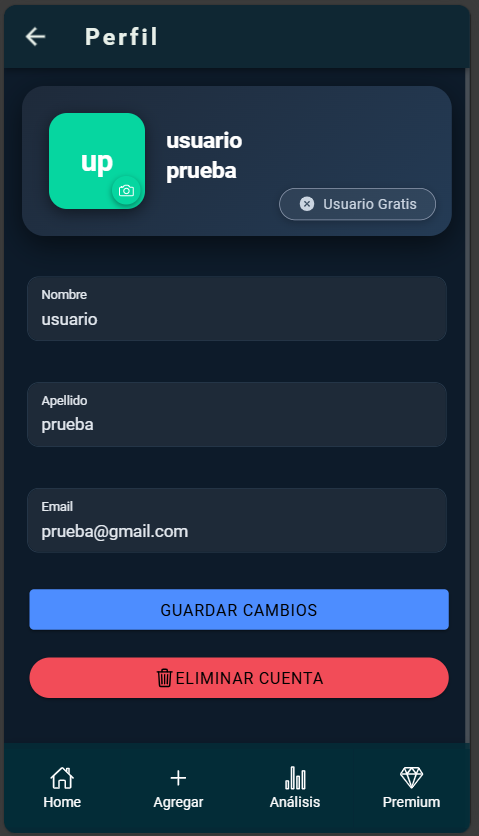 Perfil
up
usuario
prueba
Usuario Gratis
Nombre
usuario
Apellido
prueba
Email
prueba@gmail.com
GUARDAR CAMBIOS
ELIMINAR CUENTA
Home
Agregar
Análisis
Premium